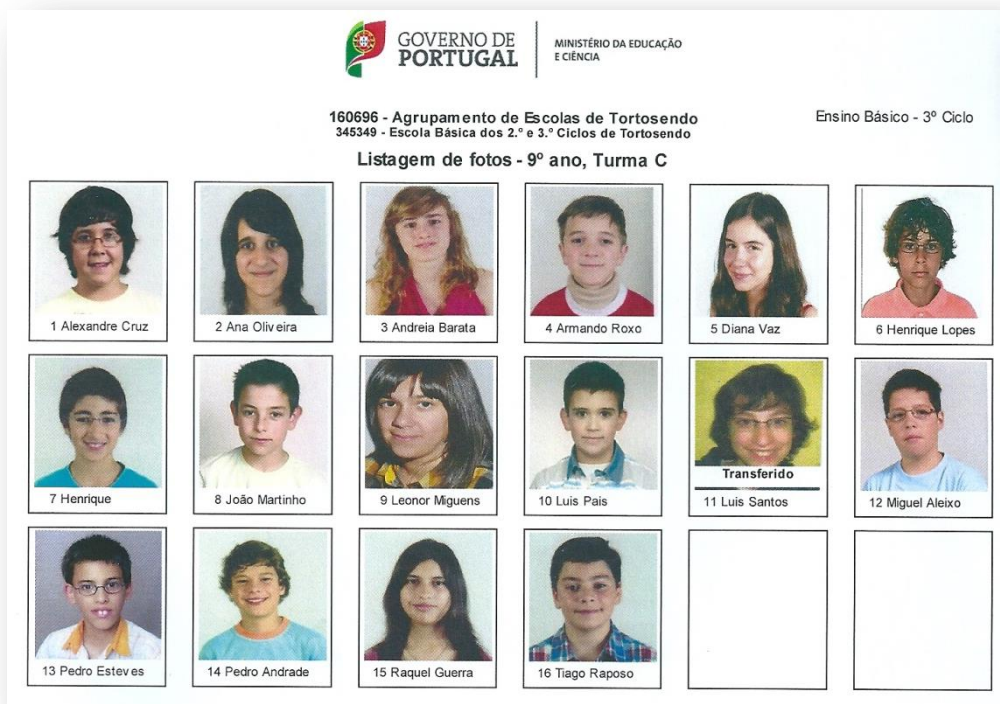 GOVERNO DE
PORTUGAL
MINISTÉRIO DA EDUCAÇÃO
E CIÊNCIA
160696 - Agrupamento de Escolas de Tortosendo
345349 - Escola Básica dos 2.º e 3.º Ciclos de Tortosendo
Ensino Básico - 3º Ciclo
Listagem de fotos - 9º ano, Turma C
1 Alexandre Cruz
2 Ana Oliveira
3 Andreia Barata
4 Armando Roxo
5 Diana Vaz
6 Henrique Lopes
7 Henrique
8 João Martinho
9 Leonor Miguens
10 Luis Pais
Transferido
11 Luis Santos
12 Miguel Aleixo
13 Pedro Esteves
14 Pedro Andrade
15 Raquel Guerra
16 Tiago Raposo